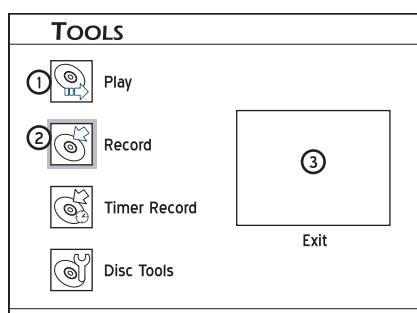 TOOLS
1 Play
2 Record
3
Timer Record
Exit
Disc Tools